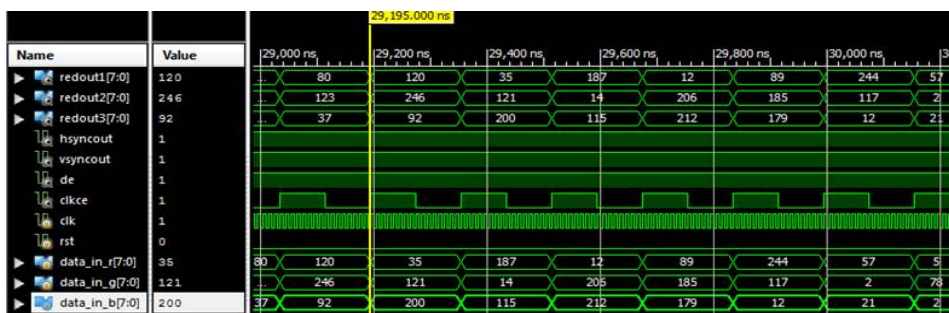 29,195.000 ns
Name Value 29,000 ns 29,200 ns 29,400 ns 29,600 ns 29,800 ns 30,000 ns
redout1[7:0] 120 ... 80 120 35 187 12 89 244 57
redout2[7:0] 246 ... 123 246 121 14 206 185 117 2
redout3[7:0] 92 ... 37 92 200 115 212 179 12 21
hsyncout 1
vsyncout 1
de 1
clkce 1
clk 1
rst 0
data_in_r[7:0] 35 80 120 35 187 12 89 244 57 5
data_in_g[7:0] 121 ... 246 121 14 206 185 117 2 78
data_in_b[7:0] 200 37 92 200 115 212 179 12 21 2